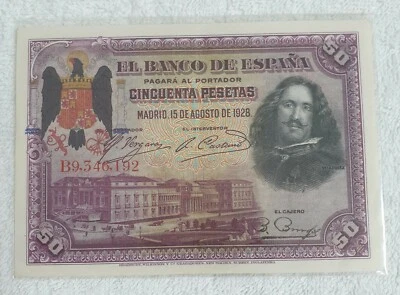 EL BANCO DE ESPAÑA
50
50
PAGARÁ AL PORTADOR
CINCUENTA PESETAS
MADRID, 15 DE AGOSTO DE 1928.
EL INTERVENTOR
B9,346,192
EL CAJERO
50
50